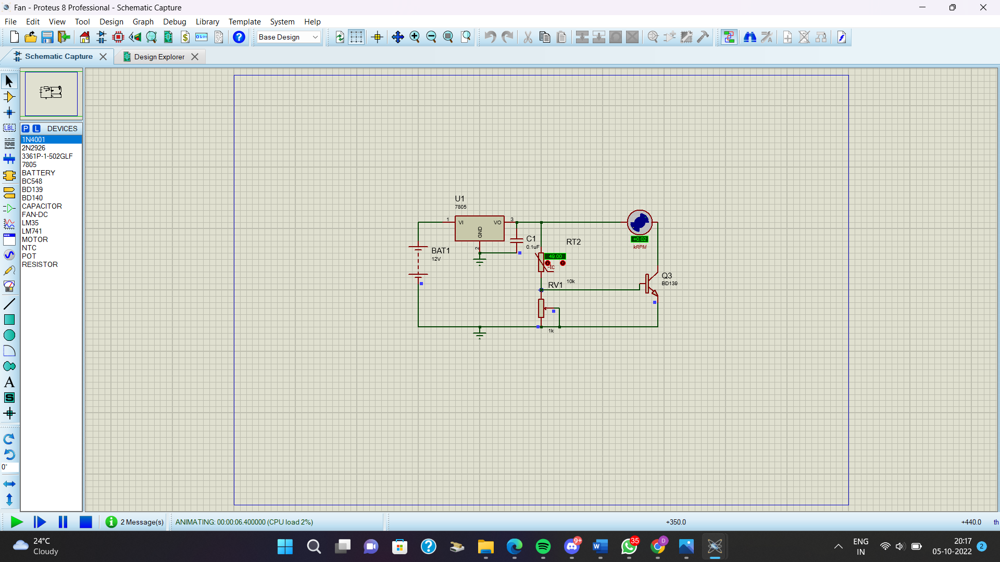 Fan - Proteus 8 Professional - Schematic Capture
File Edit View Tool Design Graph Debug Library Template System Help
Base Design
Schematic Capture
Design Explorer
P L DEVICES
1N4001
2N2926
3361P-1-502GLF
7805
BATTERY
BC548
BD139
BD140
CAPACITOR
FAN-DC
LM35
LM741
MOTOR
NTC
POT
RESISTOR
LBL
A
S
0°
U1
7805
1
VI
VO
3
GND
2
C1
0.1uF
BAT1
12V
RT2
49.00
-tc
10k
RV1
1k
+0.02
kRPM
Q3
BD139
2 Message(s)
ANIMATING: 00:00:06.400000 (CPU load 2%)
+350.0
+440.0
th
24°C
Cloudy
9+
35
D
ENG
IN
20:17
05-10-2022
2